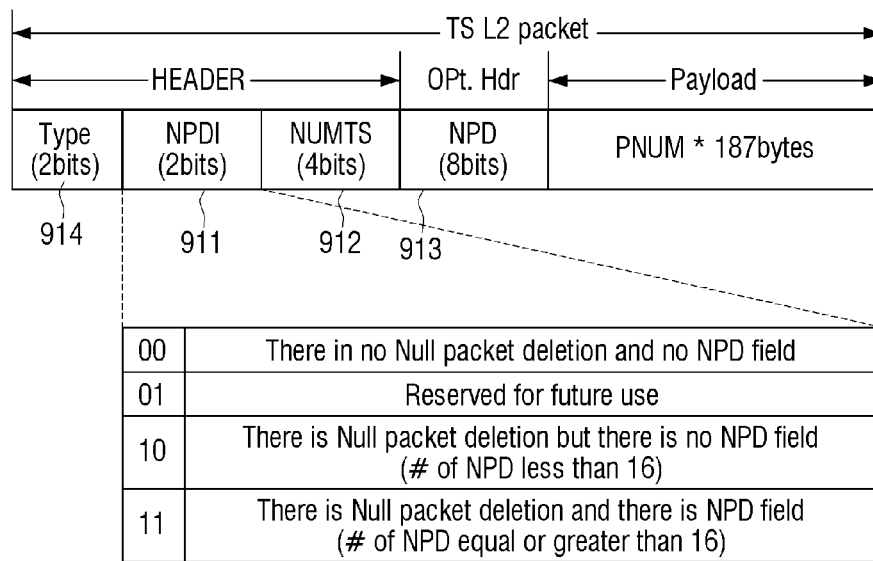 TS L2 packet
HEADER OPt. Hdr Payload
Type NPDI NUMTS NPD PNUM * 187bytes
(2bits) (2bits) (4bits) (8bits)
914 911 912 913
00 There in no Null packet deletion and no NPD field
01 Reserved for future use
10 There is Null packet deletion but there is no NPD field
(# of NPD less than 16)
11 There is Null packet deletion and there is NPD field
(# of NPD equal or greater than 16)